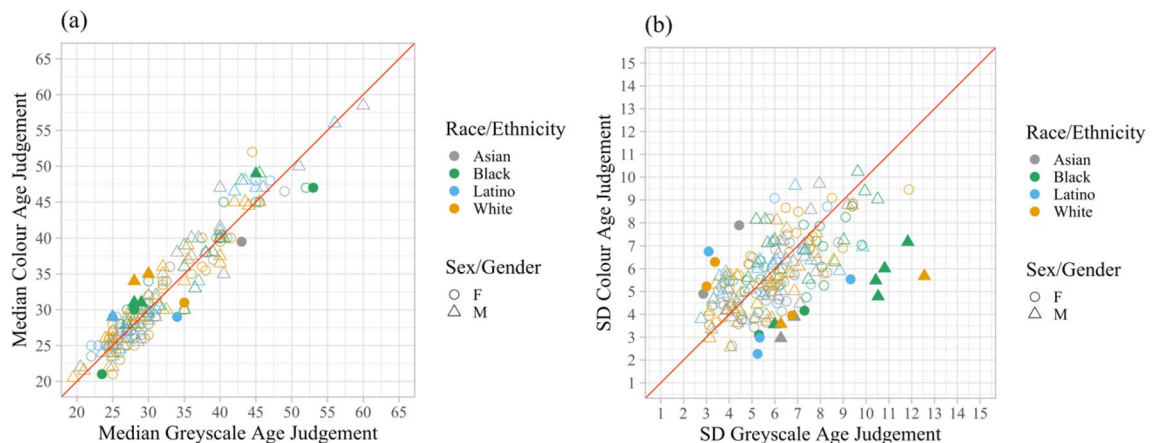 (a)
Median Colour Age Judgement
65
60
55
50
45
40
35
30
25
20
20 25 30 35 40 45 50 55 60 65
Median Greyscale Age Judgement
Race/Ethnicity
Asian
Black
Latino
White
Sex/Gender
F
M
(b)
SD Colour Age Judgement
15
14
13
12
11
10
9
8
7
6
5
4
3
2
1
1 2 3 4 5 6 7 8 9 10 11 12 13 14 15
SD Greyscale Age Judgement
Race/Ethnicity
Asian
Black
Latino
White
Sex/Gender
F
M